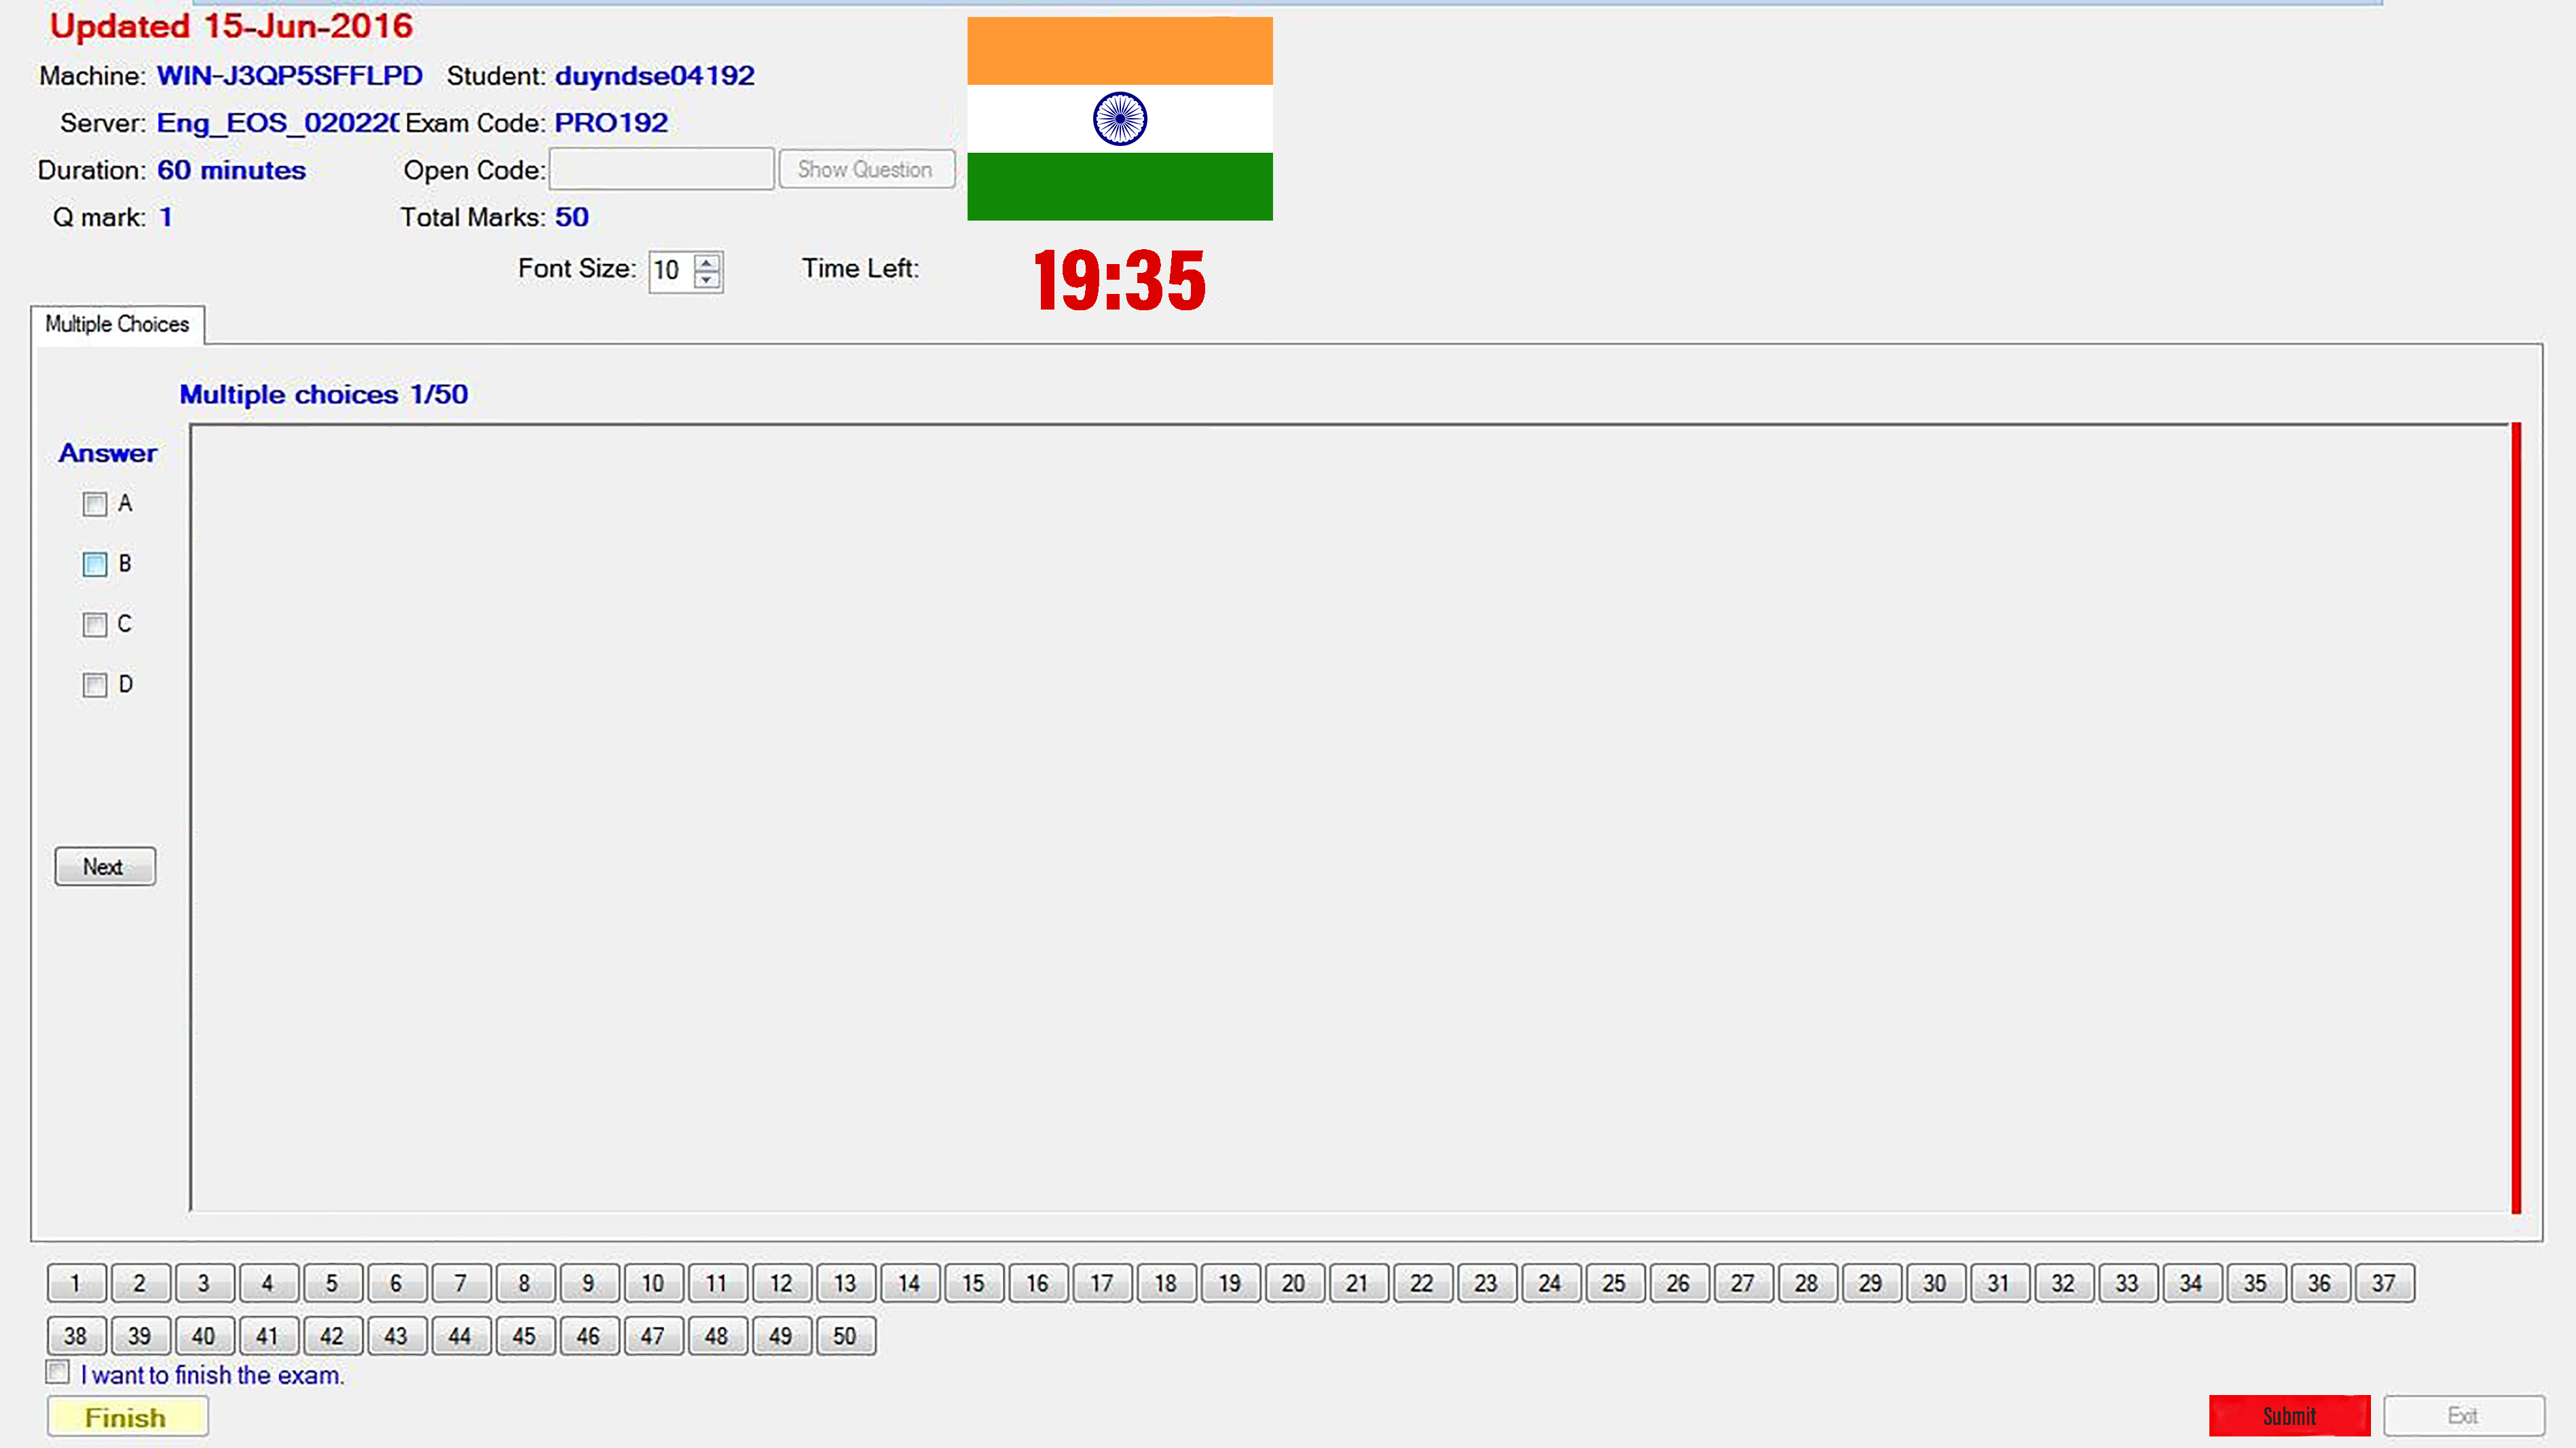 Updated 15-Jun-2016
Machine: WIN-J3QP5SFFLPD Student: duyndse04192
Server: Eng_EOS_02022( Exam Code: PRO192
Duration: 60 minutes Open Code: Show Question
Q mark: 1 Total Marks: 50
Font Size: 10 Time Left: 19:35
Multiple Choices
Multiple choices 1/50
Answer
A
B
C
D
Next
1 2 3 4 5 6 7 8 9 10 11 12 13 14 15 16 17 18 19 20 21 22 23 24 25 26 27 28 29 30 31 32 33 34 35 36 37
38 39 40 41 42 43 44 45 46 47 48 49 50
I want to finish the exam.
Finish Submit Exit